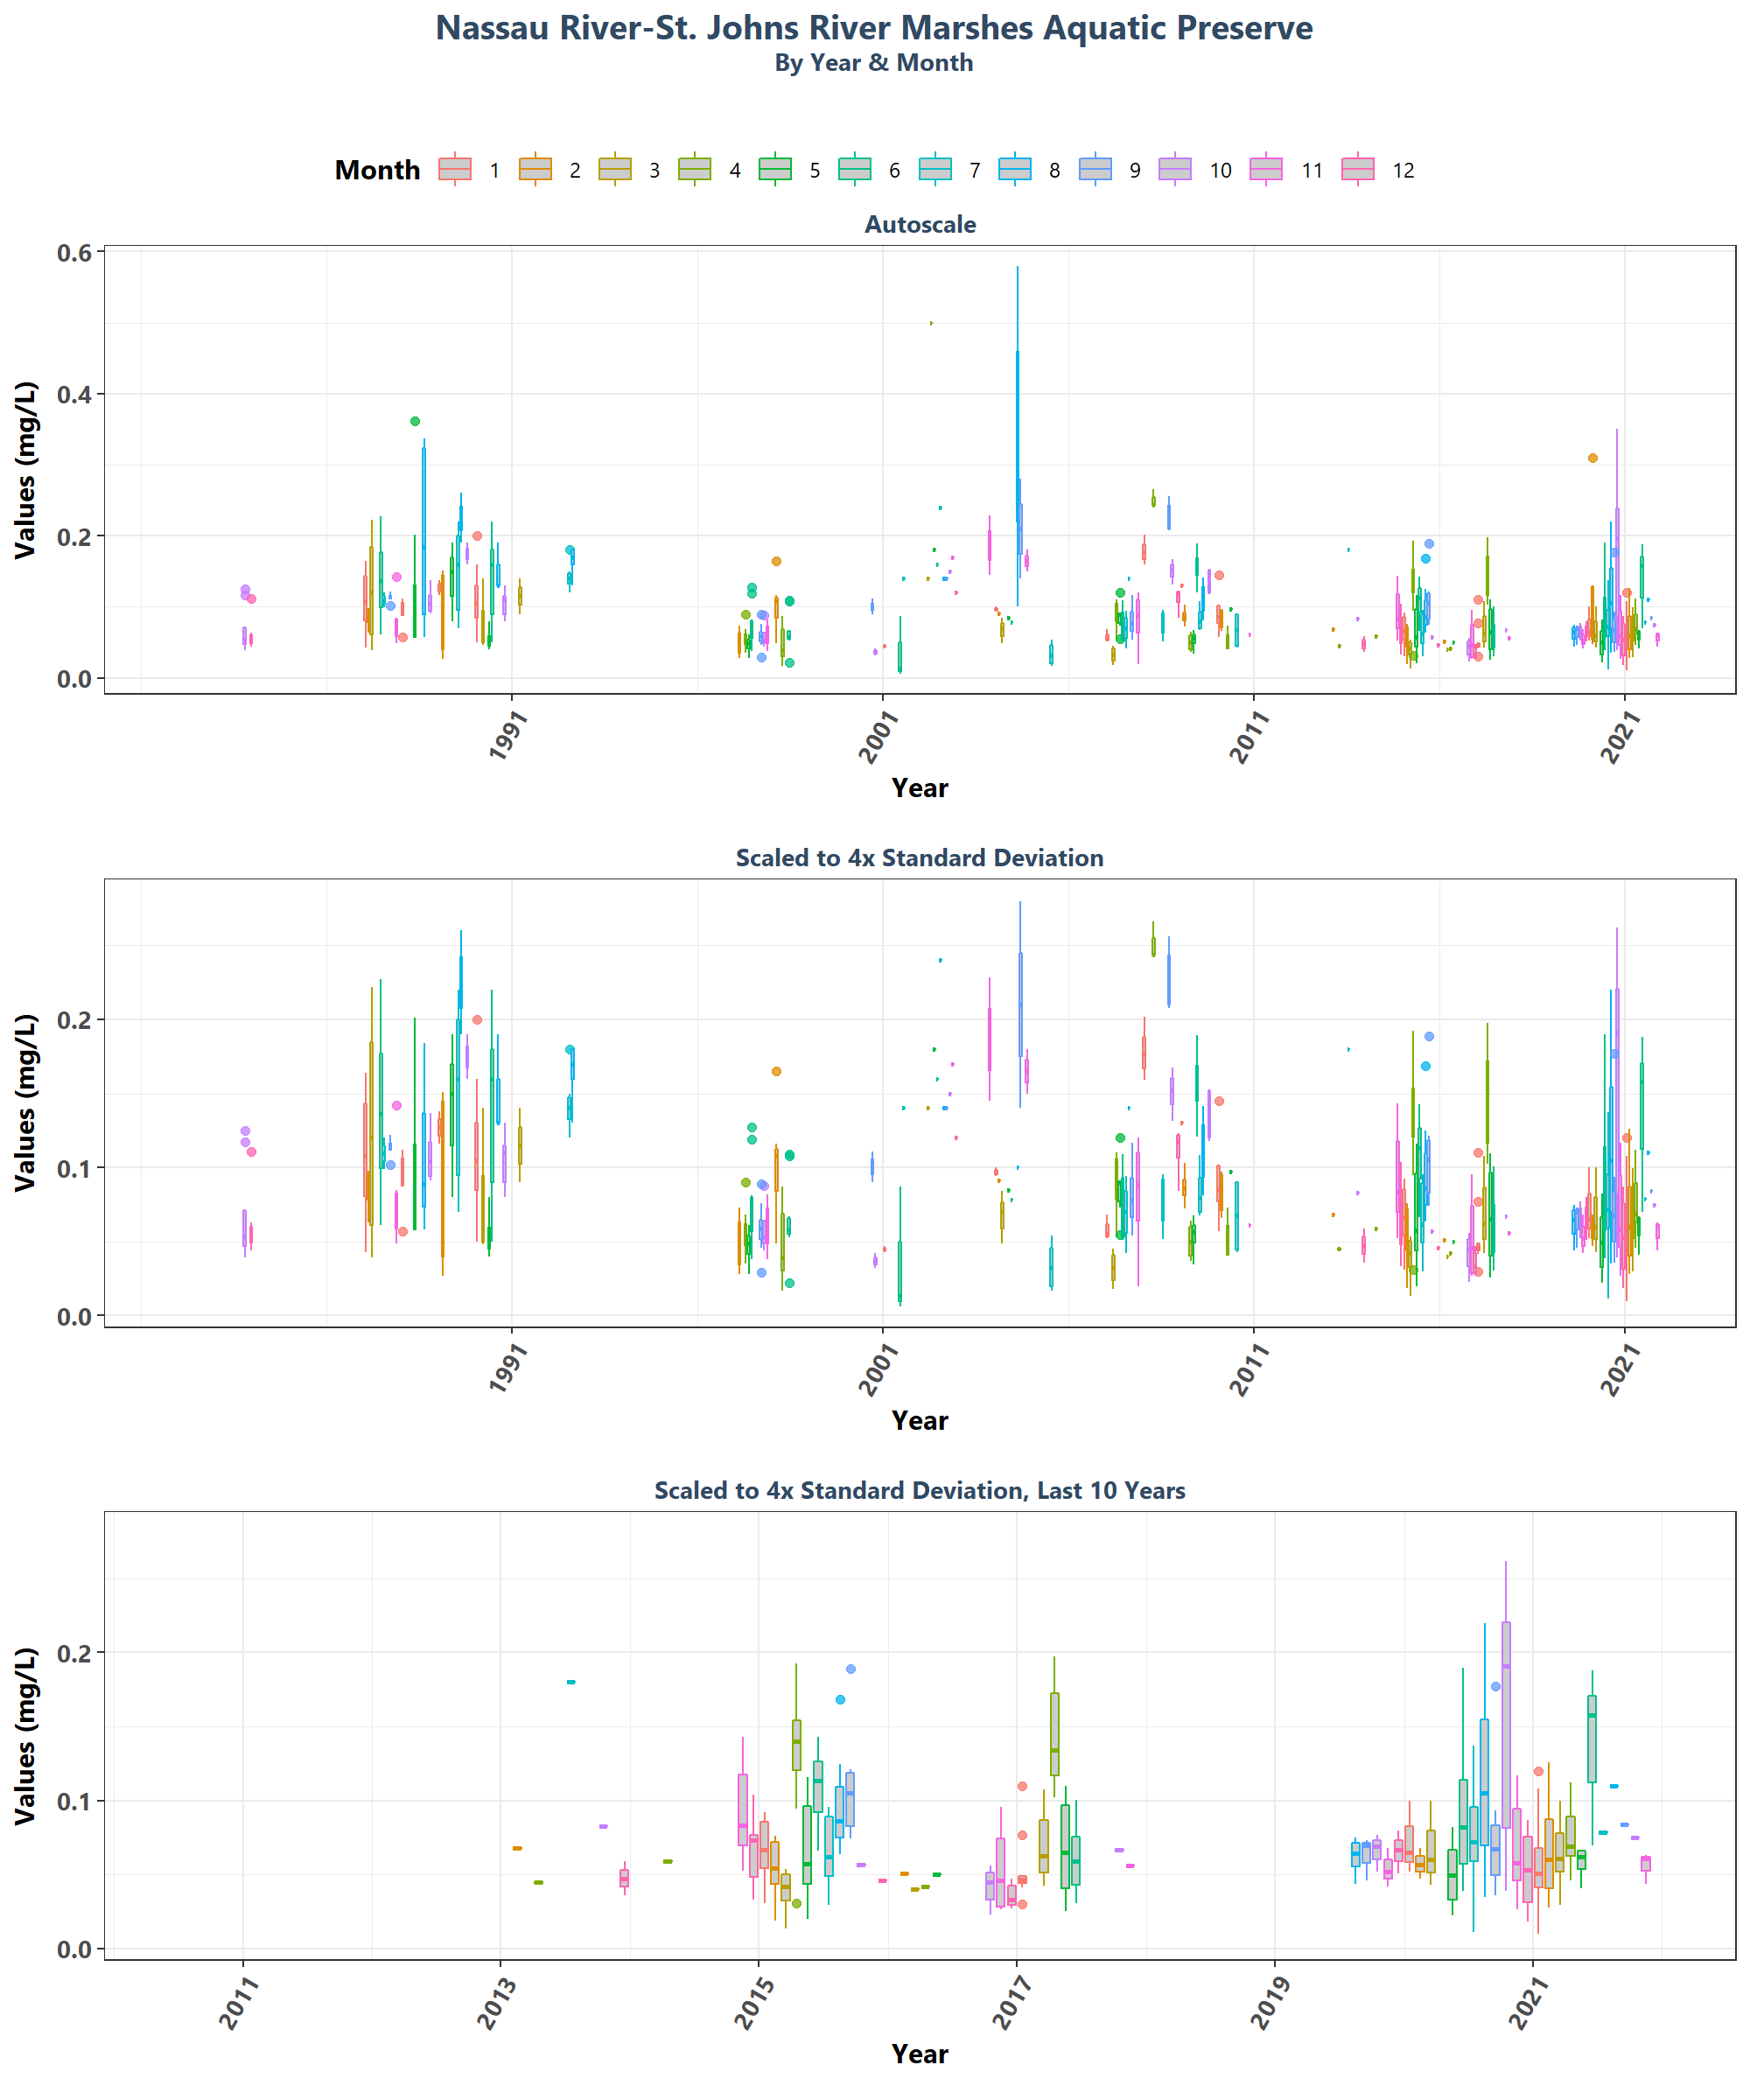 Nassau River-St. Johns River Marshes Aquatic Preserve
By Year & Month
Month 1 2 3 4 5 6 7 8 9 10 11 12
Autoscale
Values (mg/L)
0.6
0.4
0.2
0.0
1991 2001 2011 2021
Year
Scaled to 4x Standard Deviation
Values (mg/L)
0.2
0.1
0.0
1991 2001 2011 2021
Year
Scaled to 4x Standard Deviation, Last 10 Years
Values (mg/L)
0.2
0.1
0.0
2011 2013 2015 2017 2019 2021
Year